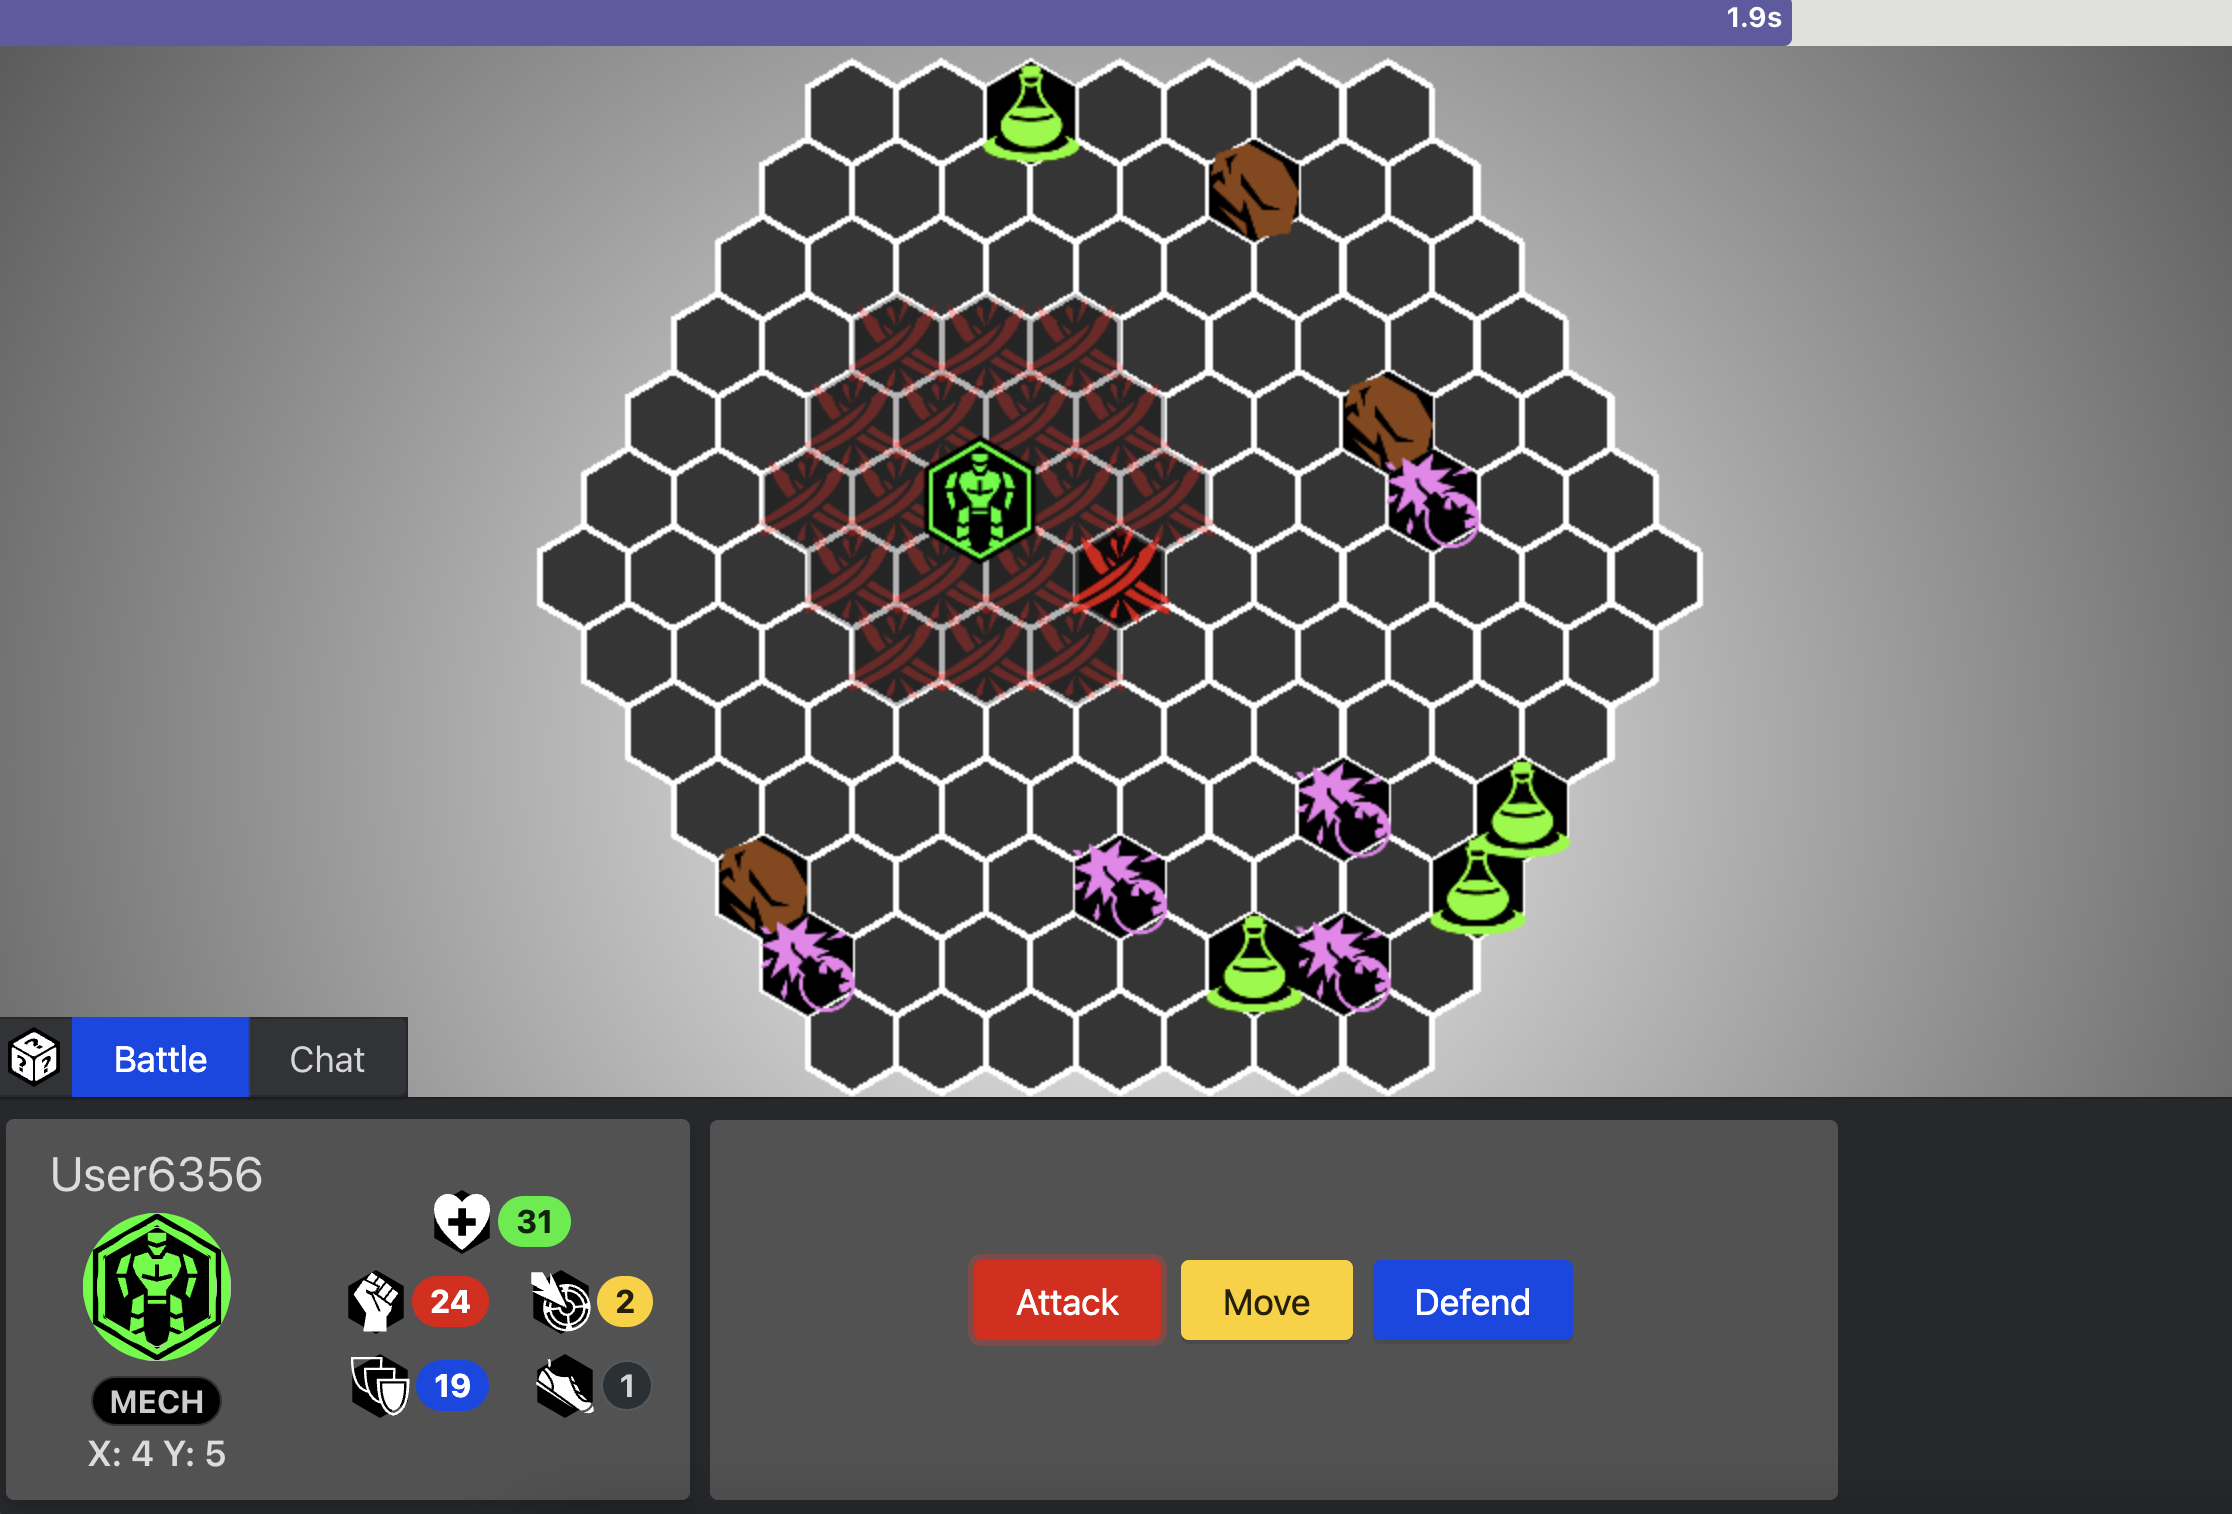 1.9s
Battle
Chat
User6356
31
24
2
19
1
MECH
X: 4 Y: 5
Attack
Move
Defend